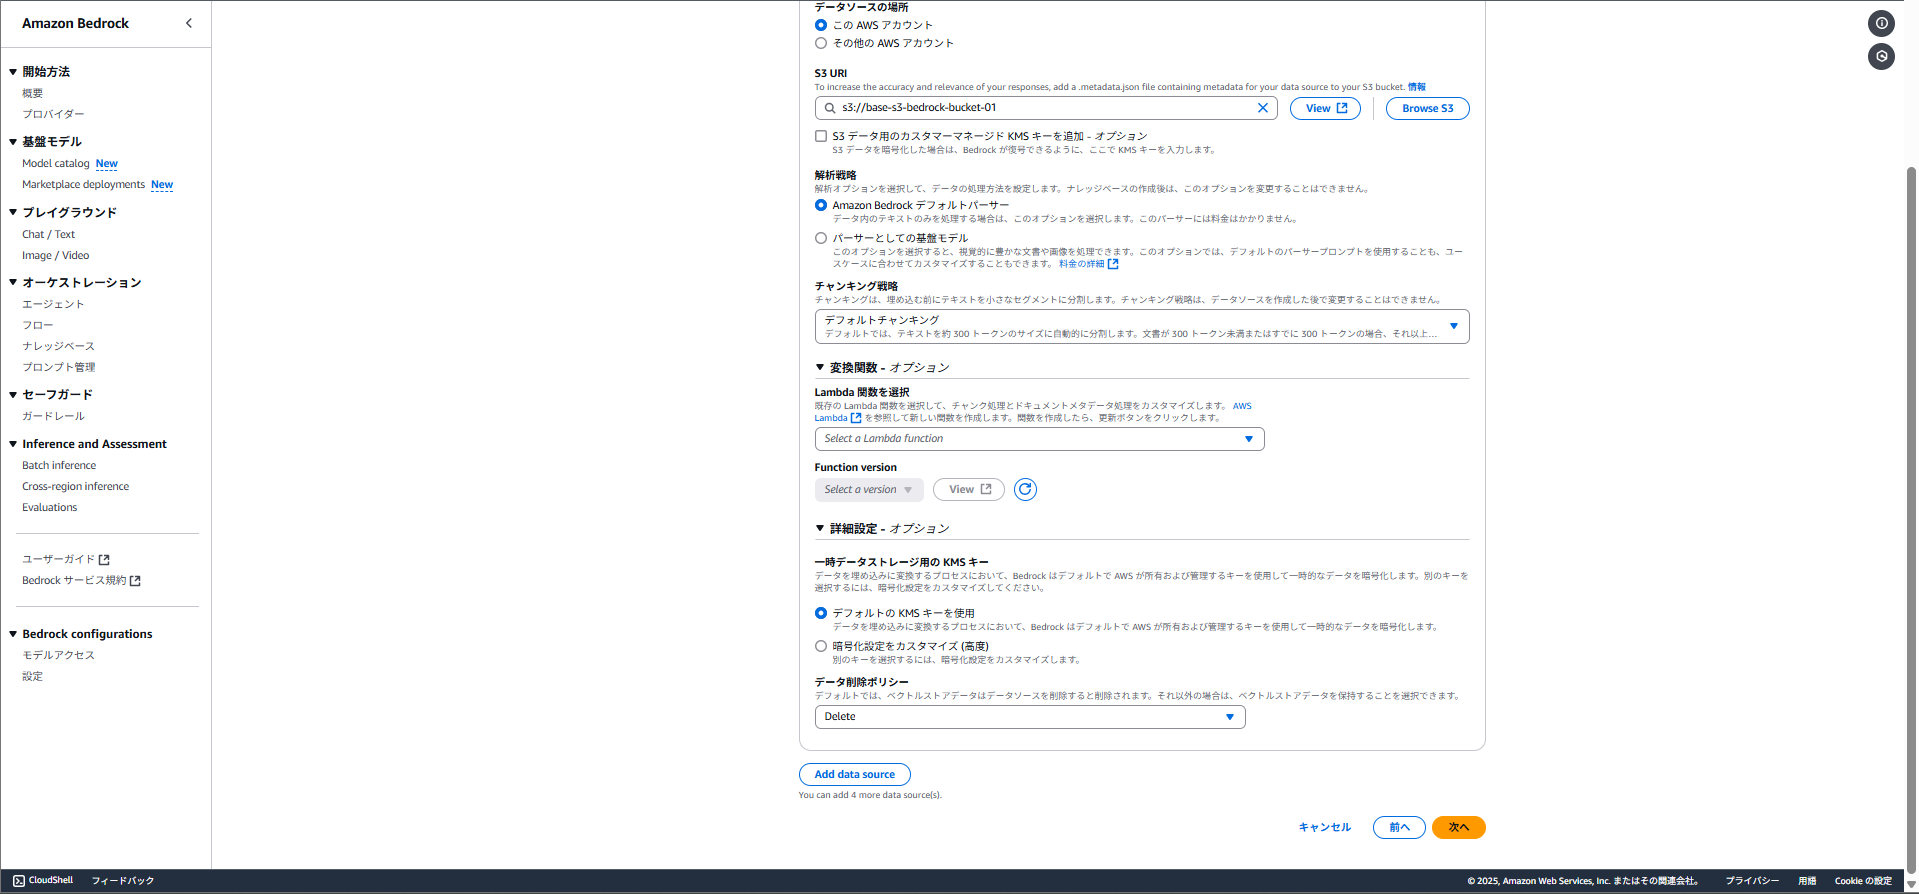 Amazon Bedrock
開始方法
概要
プロバイダー
基盤モデル
Model catalog New
Marketplace deployments New
プレイグラウンド
Chat / Text
Image / Video
オーケストレーション
エージェント
フロー
ナレッジベース
プロンプト管理
セーフガード
ガードレール
Inference and Assessment
Batch inference
Cross-region inference
Evaluations
ユーザーガイド
Bedrock サービス規約
Bedrock configurations
モデルアクセス
設定
データソースの場所
この AWS アカウント
その他の AWS アカウント
S3 URI
To increase the accuracy and relevance of your responses, add a .metadata.json file containing metadata for your data source to your S3 bucket. 情報
s3://base-s3-bedrock-bucket-01
View
Browse S3
S3 データ用のカスタマーマネージド KMS キーを追加 - オプション
S3 データを暗号化した場合は、Bedrock が復号できるように、ここで KMS キーを入力します。
解析戦略
解析オプションを選択して、データの処理方法を設定します。ナレッジベースの作成後は、このオプションを変更することはできません。
Amazon Bedrock デフォルトパーサー
データ内のテキストのみを処理する場合は、このオプションを選択します。このパーサーには料金はかかりません。
パーサーとしての基盤モデル
このオプションを選択すると、視覚的に豊かな文書や画像を処理できます。このオプションでは、デフォルトのパーサープロンプトを使用することも、ユー
スケースに合わせてカスタマイズすることもできます。 料金の詳細
チャンキング戦略
チャンキングは、埋め込む前にテキストを小さなセグメントに分割します。チャンキング戦略は、データソースを作成した後で変更することはできません。
デフォルトチャンキング
デフォルトでは、テキストを約 300 トークンのサイズに自動的に分割します。文書が 300 トークン未満またはすでに 300 トークンの場合、それ以上...
変換関数 - オプション
Lambda 関数を選択
既存の Lambda 関数を選択して、チャンク処理とドキュメントメタデータ処理をカスタマイズします。 AWS
Lambda を参照して新しい関数を作成します。関数を作成したら、更新ボタンをクリックします。
Select a Lambda function
Function version
Select a version
View
詳細設定 - オプション
一時データストレージ用の KMS キー
データを埋め込みに変換するプロセスにおいて、Bedrock はデフォルトで AWS が所有および管理するキーを使用して一時的なデータを暗号化します。別のキーを
選択するには、暗号化設定をカスタマイズしてください。
デフォルトの KMS キーを使用
データを埋め込みに変換するプロセスにおいて、Bedrock はデフォルトで AWS が所有および管理するキーを使用して一時的なデータを暗号化します。
暗号化設定をカスタマイズ (高度)
別のキーを選択するには、暗号化設定をカスタマイズします。
データ削除ポリシー
デフォルトでは、ベクトルストアデータはデータソースを削除すると削除されます。それ以外の場合は、ベクトルストアデータを保持することを選択できます。
Delete
Add data source
You can add 4 more data source(s).
キャンセル
前へ
次へ
CloudShell
フィードバック
© 2025, Amazon Web Services, Inc. またはその関連会社。
プライバシー
用語
Cookie の設定